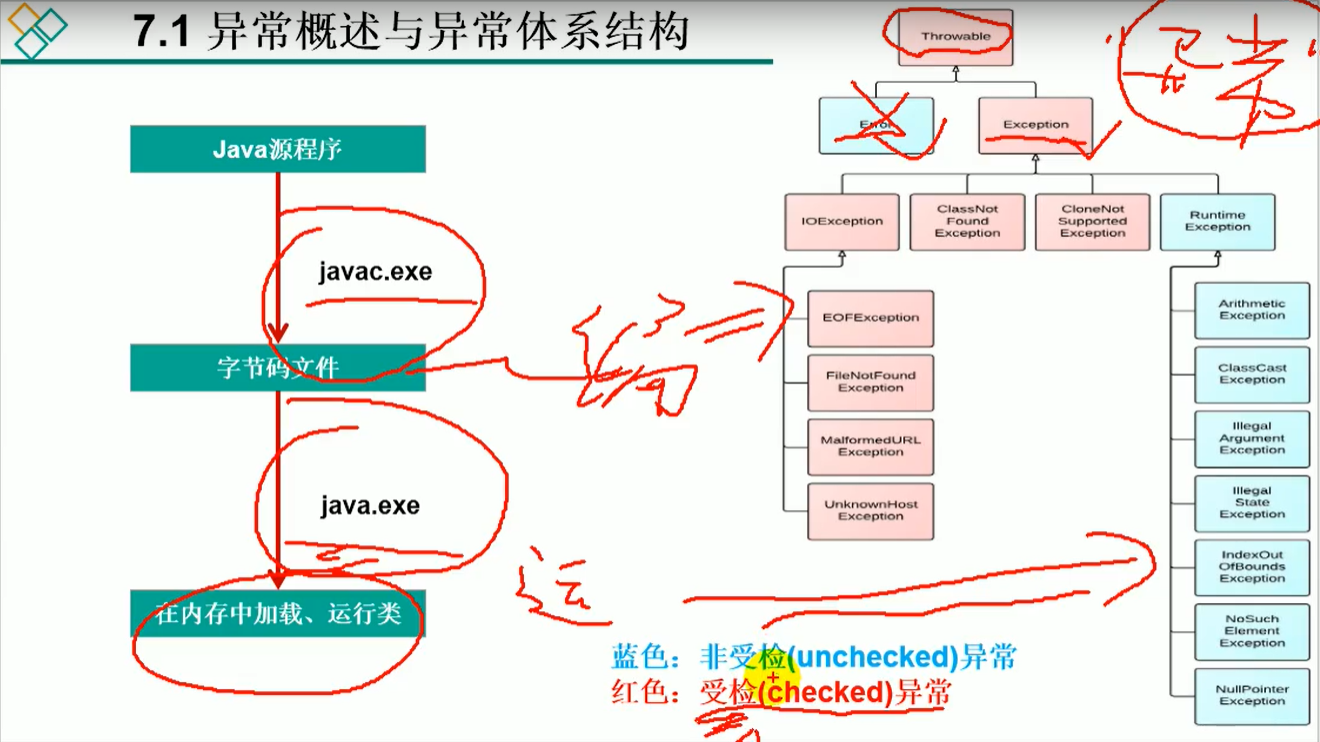 7.1 异常概述与异常体系结构
Java源程序
javac.exe
字节码文件
java.exe
在内存中加载、运行类
Throwable
异常
Error
Exception
IOException
ClassNot
Found
Exception
CloneNot
Supported
Exception
Runtime
Exception
EOFException
FileNotFound
Exception
MalformedURL
Exception
UnknownHost
Exception
Arithmetic
Exception
ClassCast
Exception
Illegal
Argument
Exception
Illegal
State
Exception
IndexOut
OfBounds
Exception
NoSuch
Element
Exception
NullPointer
Exception
编
运
蓝色：非受检(unchecked)异常
红色：受检(checked)异常